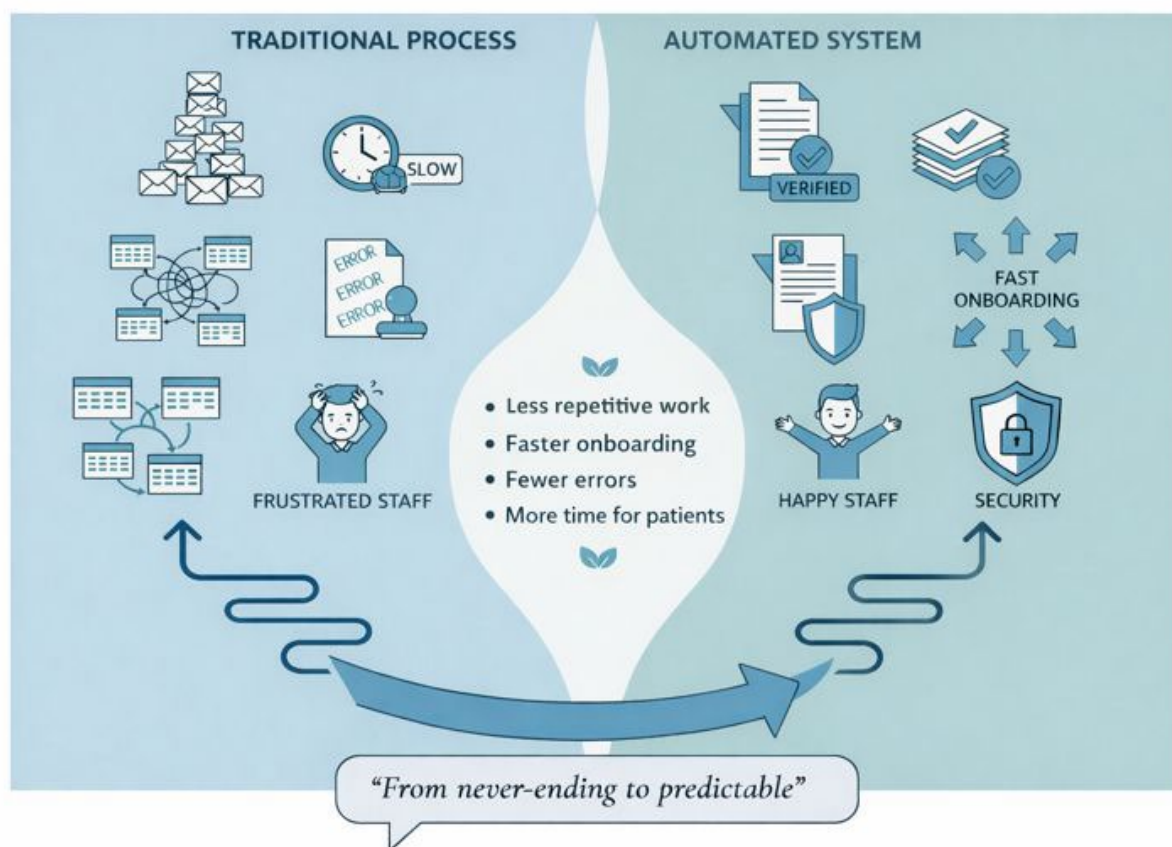 TRADITIONAL PROCESS
SLOW
ERROR
ERROR
ERROR
FRUSTRATED STAFF
• Less repetitive work
• Faster onboarding
• Fewer errors
• More time for patients
AUTOMATED SYSTEM
VERIFIED
FAST
ONBOARDING
HAPPY STAFF
SECURITY
“From never-ending to predictable”